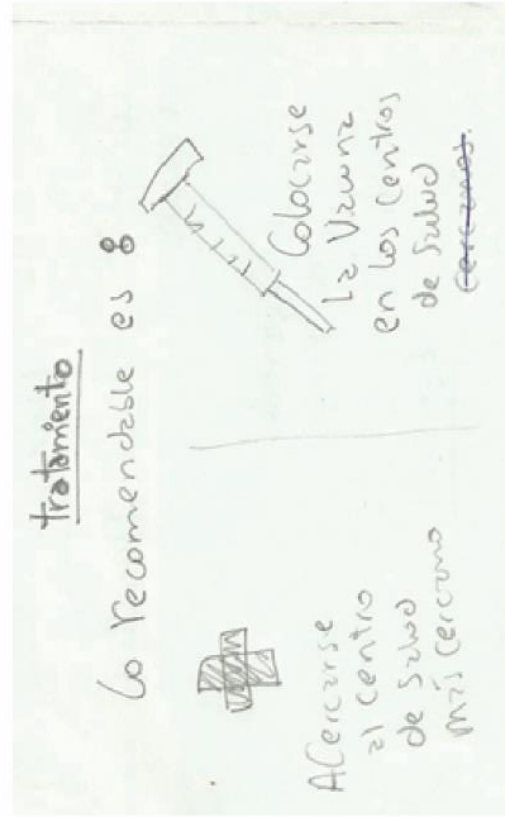 tratamiento
Lo recomendable es :
Acercarse
al centro
de Salud
más cercano
Colocarse
la Vacuna
en los Centros
de Salud
cercanos.